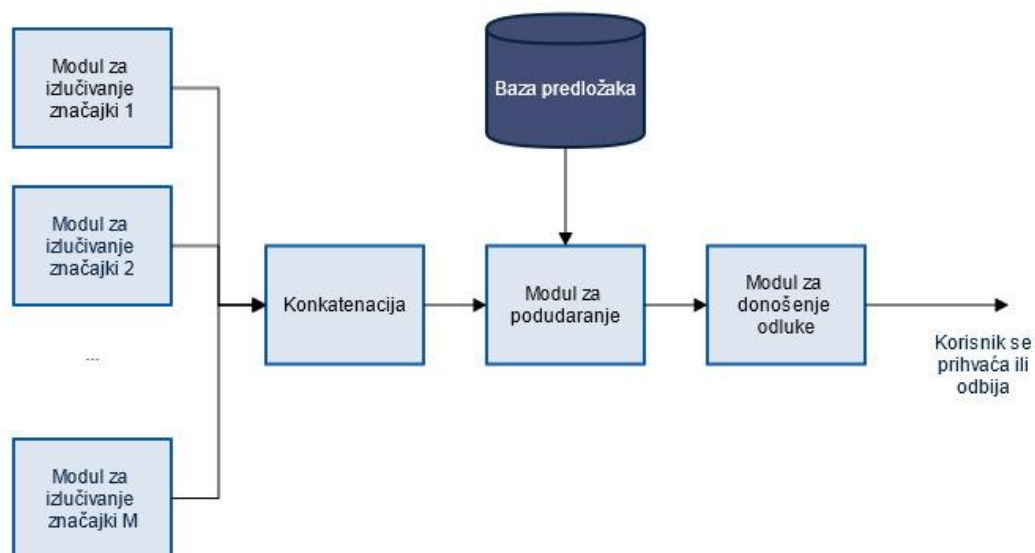 Modul za
izlučivanje
značajki 1
Baza predložaka
Modul za
izlučivanje
značajki 2
Konkatenacija
Modul za
podudaranje
Modul za
donošenje
odluke
Korisnik se
prihvaća ili
odbija
...
Modul za
izlučivanje
značajki M